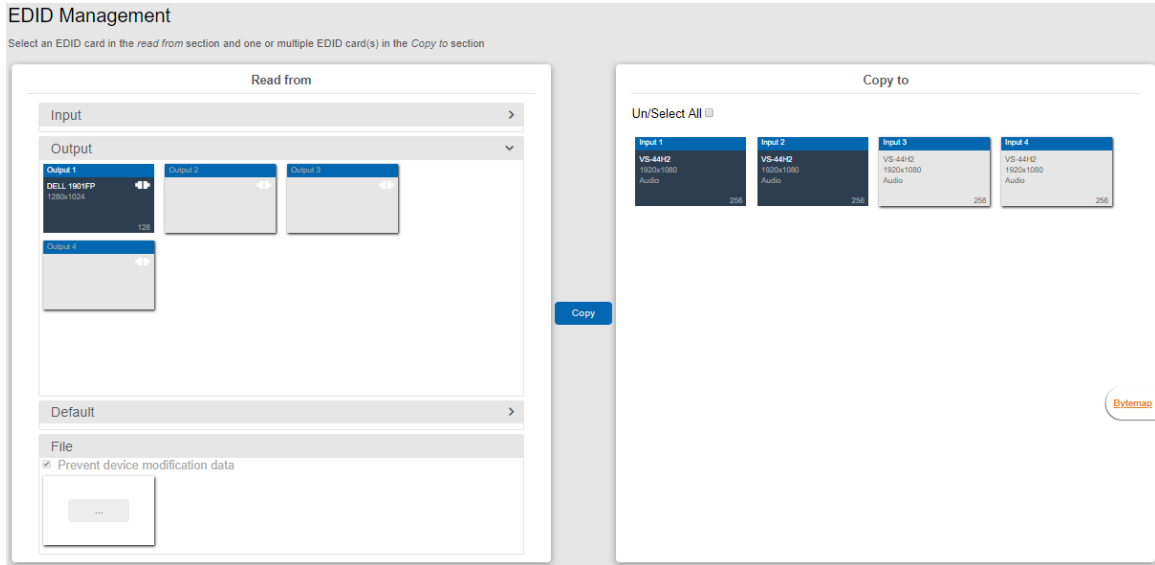 EDID Management
Select an EDID card in the read from section and one or multiple EDID card(s) in the Copy to section
Read from
Input
Output
Output 1
DELL 1901FP
1280x1024
128
Output 2
Output 3
Output 4
Default
File
Prevent device modification data
...
Copy
Copy to
Un/Select All
Input 1
VS-44H2
1920x1080
Audio
256
Input 2
VS-44H2
1920x1080
Audio
256
Input 3
VS-44H2
1920x1080
Audio
256
Input 4
VS-44H2
1920x1080
Audio
256
Bytemap